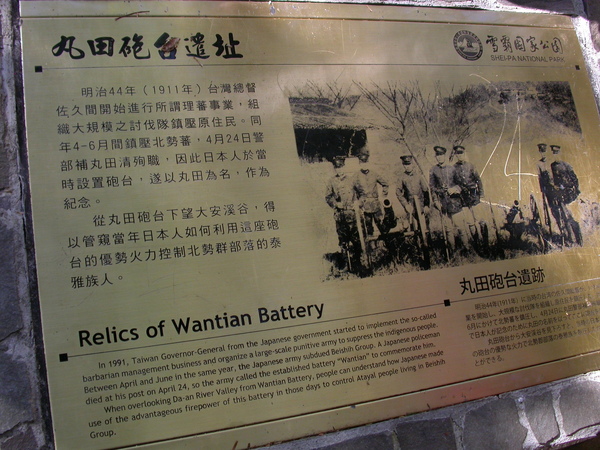 丸田砲台遺址
雪霸国家公园
SHEI-PA NATIONAL PARK
明治44年（1911年）台灣總督
佐久間開始進行所謂理蕃事業，組
織大規模之討伐隊鎮壓原住民。同
年4-6月間鎮壓北勢蕃，4月24日警
部補丸田清殉職，因此日本人於當
時設置砲台，遂以丸田為名，作為
紀念。
從丸田砲台下望大安溪谷，得
以管窺當年日本人如何利用這座砲
台的優勢火力控制北勢群部落的泰
雅族人。
Relics of Wantian Battery
In 1991, Taiwan Governor-General from the Japanese government started to implement the so-called
barbarian management business and organize a large-scale punitive army to suppress the indigenous people.
Between April and June in the same year, the Japanese army subdued Beishih Group. A Japanese policeman
died at his post on April 24, so the army called the established battery "Wantian" to commemorate him.
When overlooking Da-an River Valley from Wantian Battery, people can understand how Japanese made
use of the advantageous firepower of this battery in those days to control Atayal people living in Beishih
Group.
丸田砲台遺跡
明治44年(1911年)に